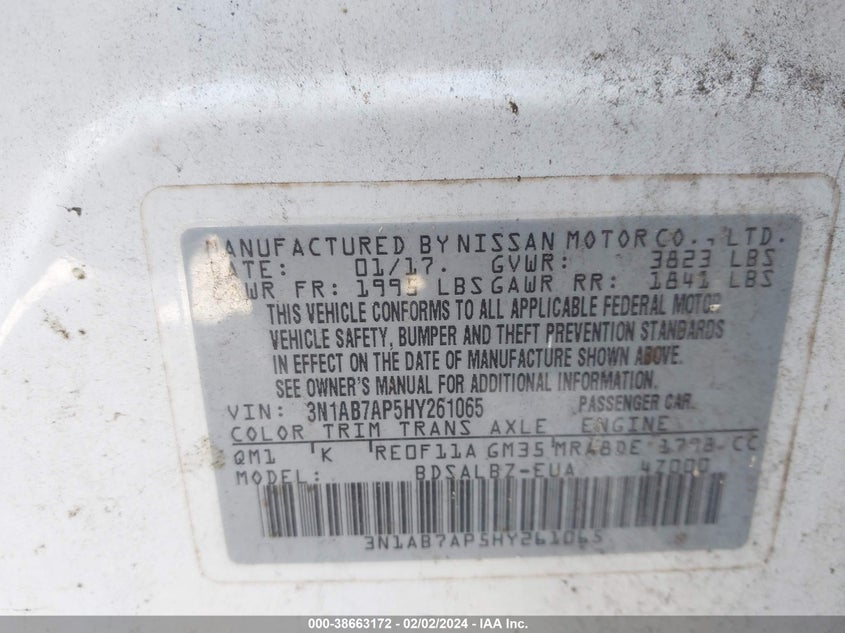 MANUFACTURED BY NISSAN MOTOR CO., LTD.
DATE: 01/17. GVWR: 3823 LBS
GAWR FR: 1995 LBS GAWR RR: 1841 LBS
THIS VEHICLE CONFORMS TO ALL APPLICABLE FEDERAL MOTOR
VEHICLE SAFETY, BUMPER AND THEFT PREVENTION STANDARDS
IN EFFECT ON THE DATE OF MANUFACTURE SHOWN ABOVE.
SEE OWNER'S MANUAL FOR ADDITIONAL INFORMATION.
VIN: 3N1AB7AP5HY261065 PASSENGER CAR
COLOR TRIM TRANS AXLE ENGINE
QM1 K RE0F11A GM35 MRA8DE 1798 CC
MODEL: BDSALBZ-EUA 4Z000
3N1AB7AP5HY261065
000-38663172 — 02/02/2024 — IAA Inc.